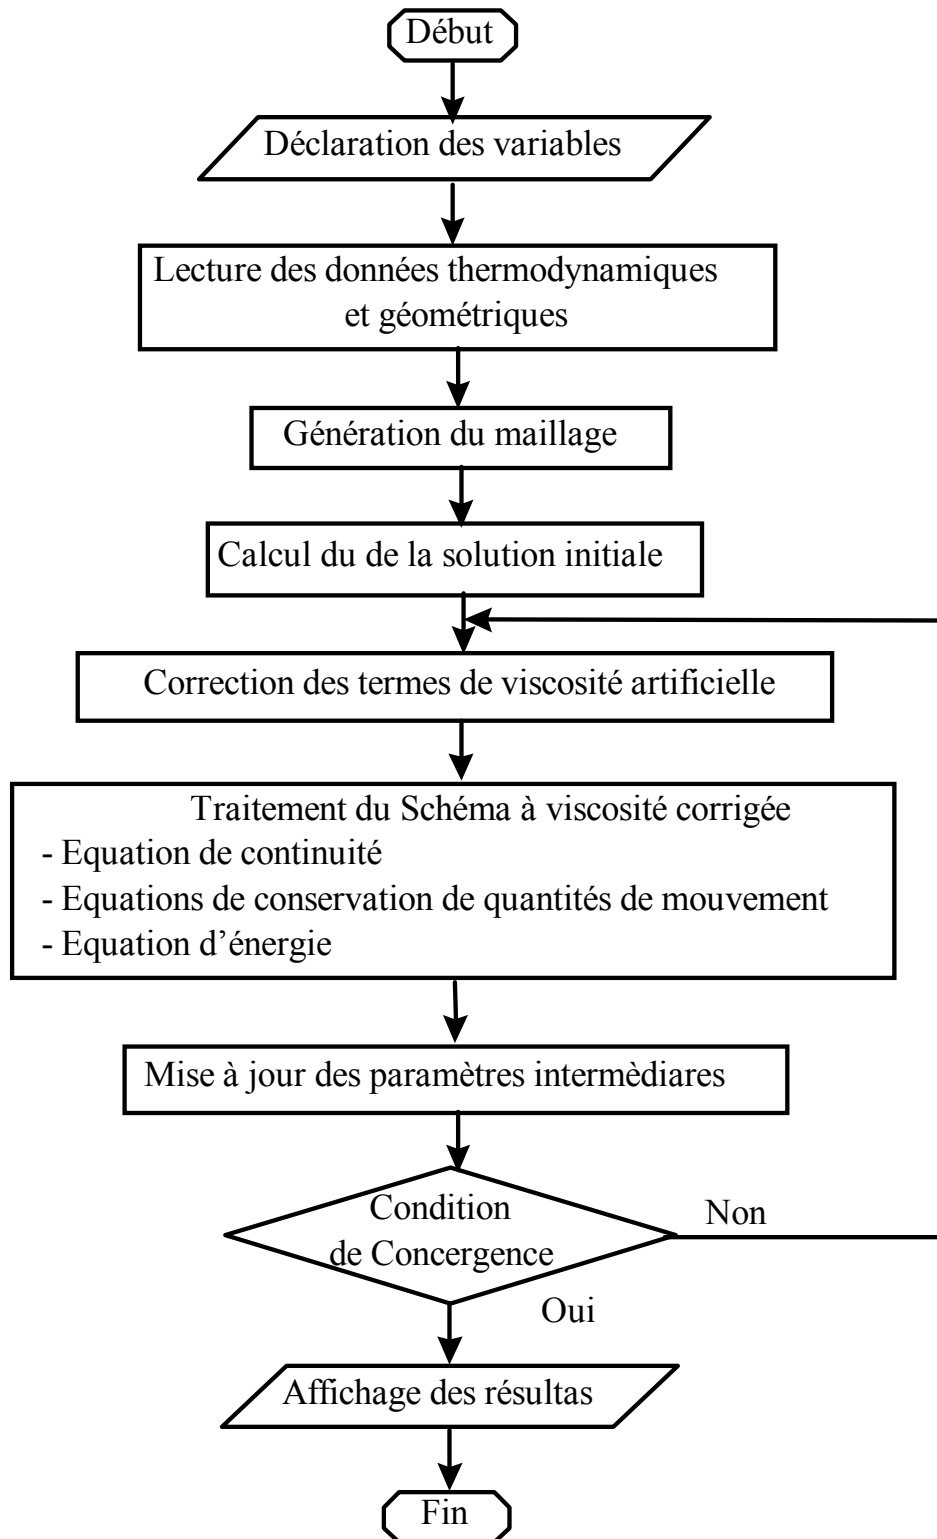 Début
Déclaration des variables
Lecture des données thermodynamiques
et géométriques
Génération du maillage
Calcul du de la solution initiale
Correction des termes de viscosité artificielle
Traitement du Schéma à viscosité corrigée
- Equation de continuité
- Equations de conservation de quantités de mouvement
- Equation d’énergie
Mise à jour des paramètres intermèdiares
Condition
de Concergence
Non
Oui
Affichage des résultas
Fin